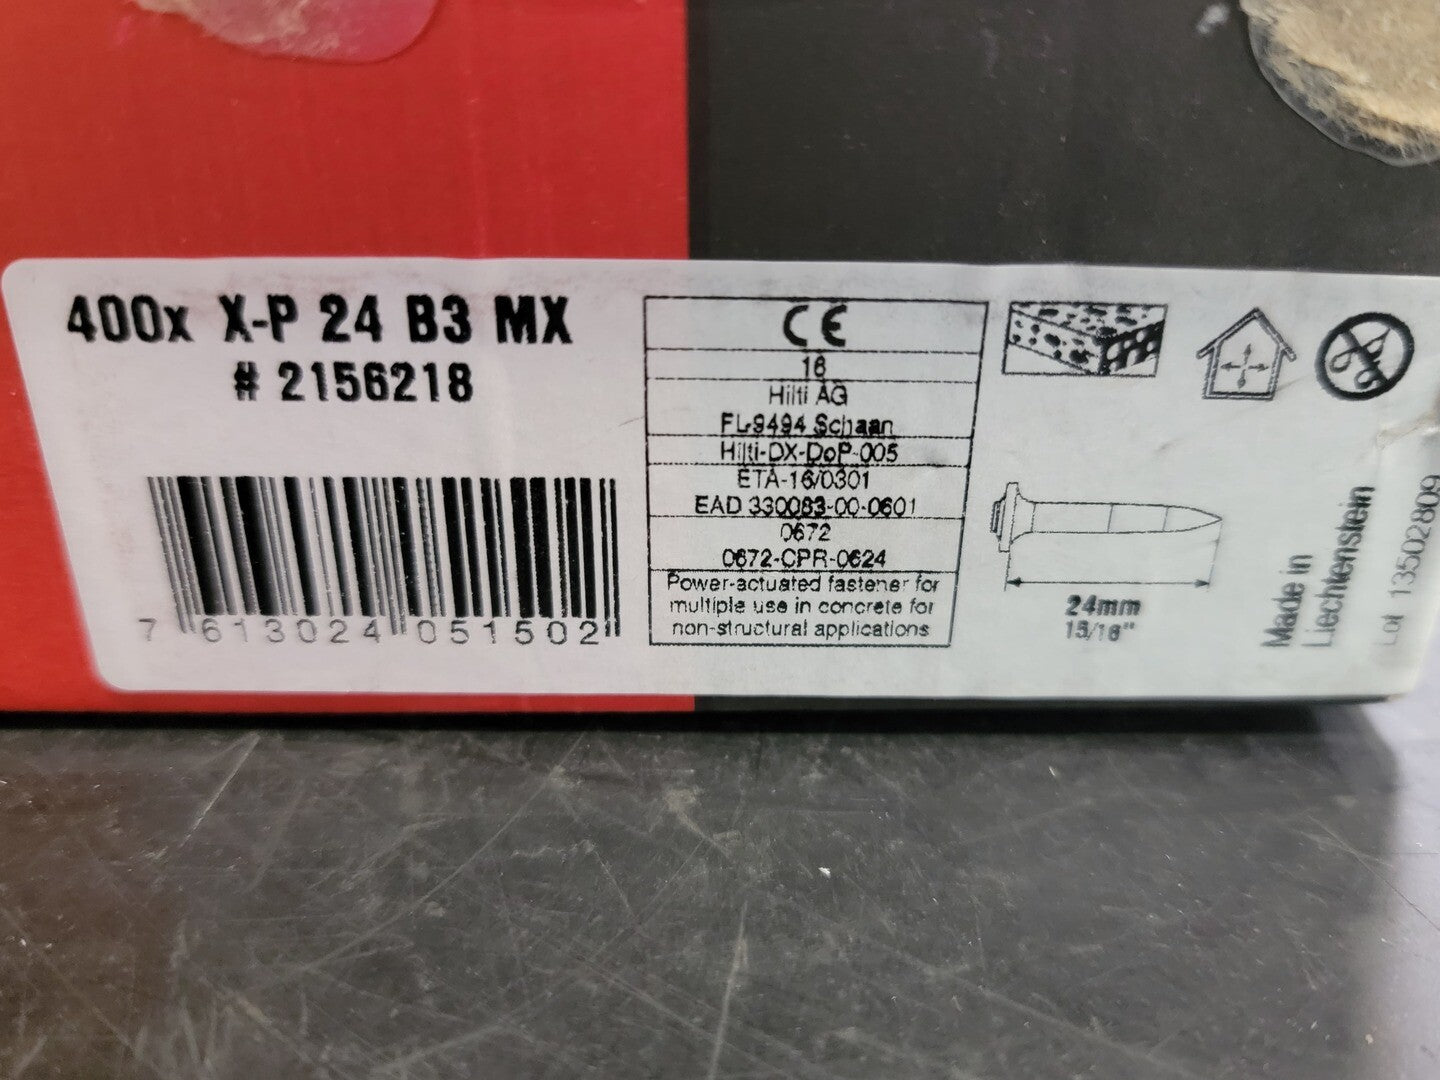 400x X-P 24 B3 MX
# 2156218
7 613024 051502
CE
16
Hilti AG
FL-9494 Schaan
Hilti-DX-DoP-005
ETA-16/0301
EAD 330083-00-0601
0672
0672-CPR-0624
Power-actuated fastener for
multiple use in concrete for
non-structural applications
24mm
15/16"
Made in
Liechtenstein
Lot 13502809